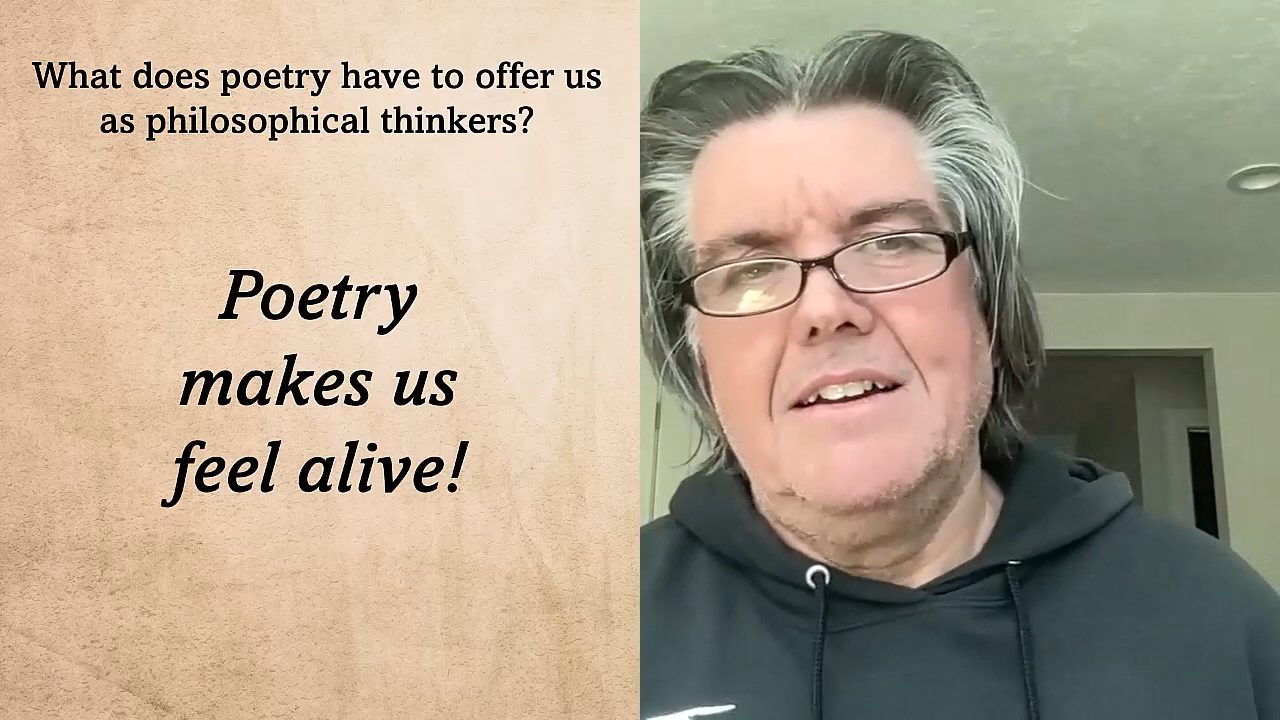 What does poetry have to offer us
as philosophical thinkers?
Poetry
makes us
feel alive!